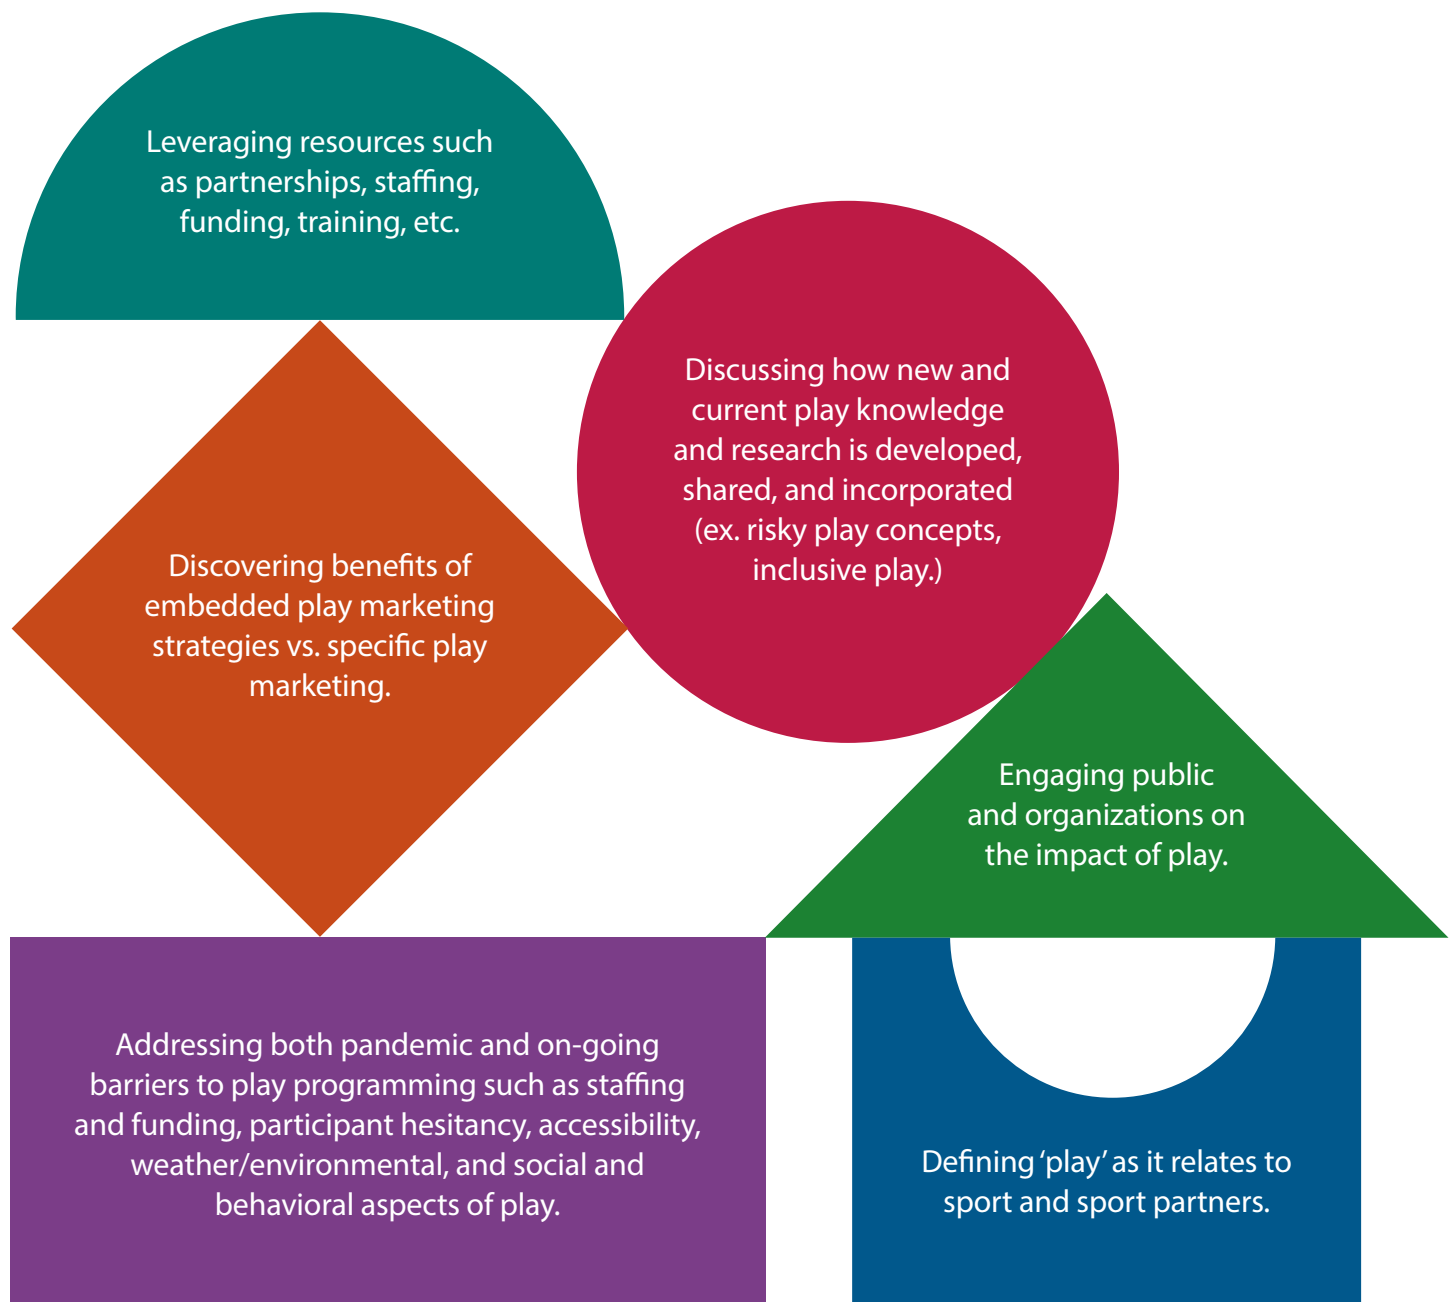 Leveraging resources such
as partnerships, staffing,
funding, training, etc.
Discussing how new and
current play knowledge
and research is developed,
shared, and incorporated
(ex. risky play concepts,
inclusive play.)
Discovering benefits of
embedded play marketing
strategies vs. specific play
marketing.
Engaging public
and organizations on
the impact of play.
Addressing both pandemic and on-going
barriers to play programming such as staffing
and funding, participant hesitancy, accessibility,
weather/environmental, and social and
behavioral aspects of play.
Defining ‘play’ as it relates to
sport and sport partners.